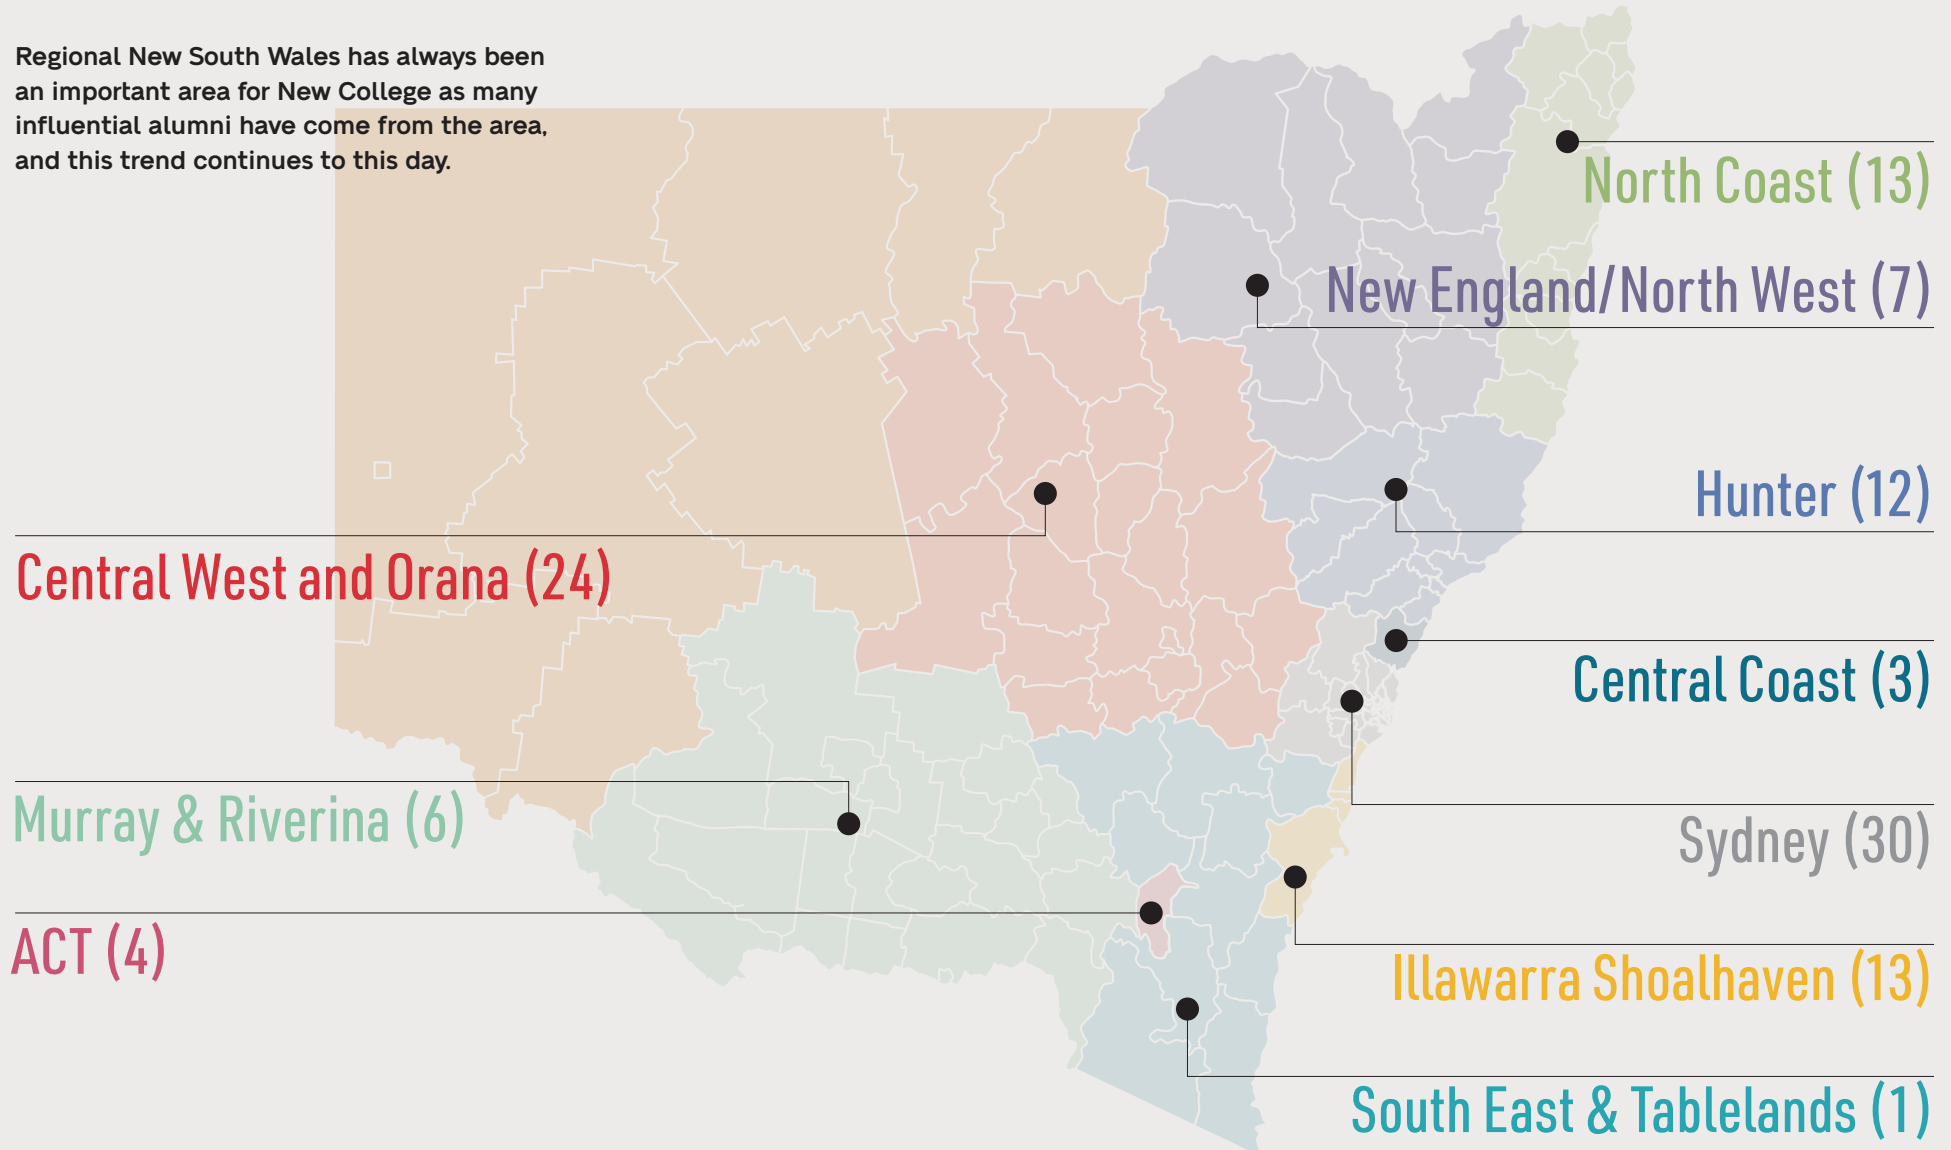 Regional New South Wales has always been
an important area for New College as many
influential alumni have come from the area,
and this trend continues to this day.
North Coast (13)
New England/North West (7)
Hunter (12)
Central West and Orana (24)
Central Coast (3)
Murray & Riverina (6)
Sydney (30)
ACT (4)
Illawarra Shoalhaven (13)
South East & Tablelands (1)